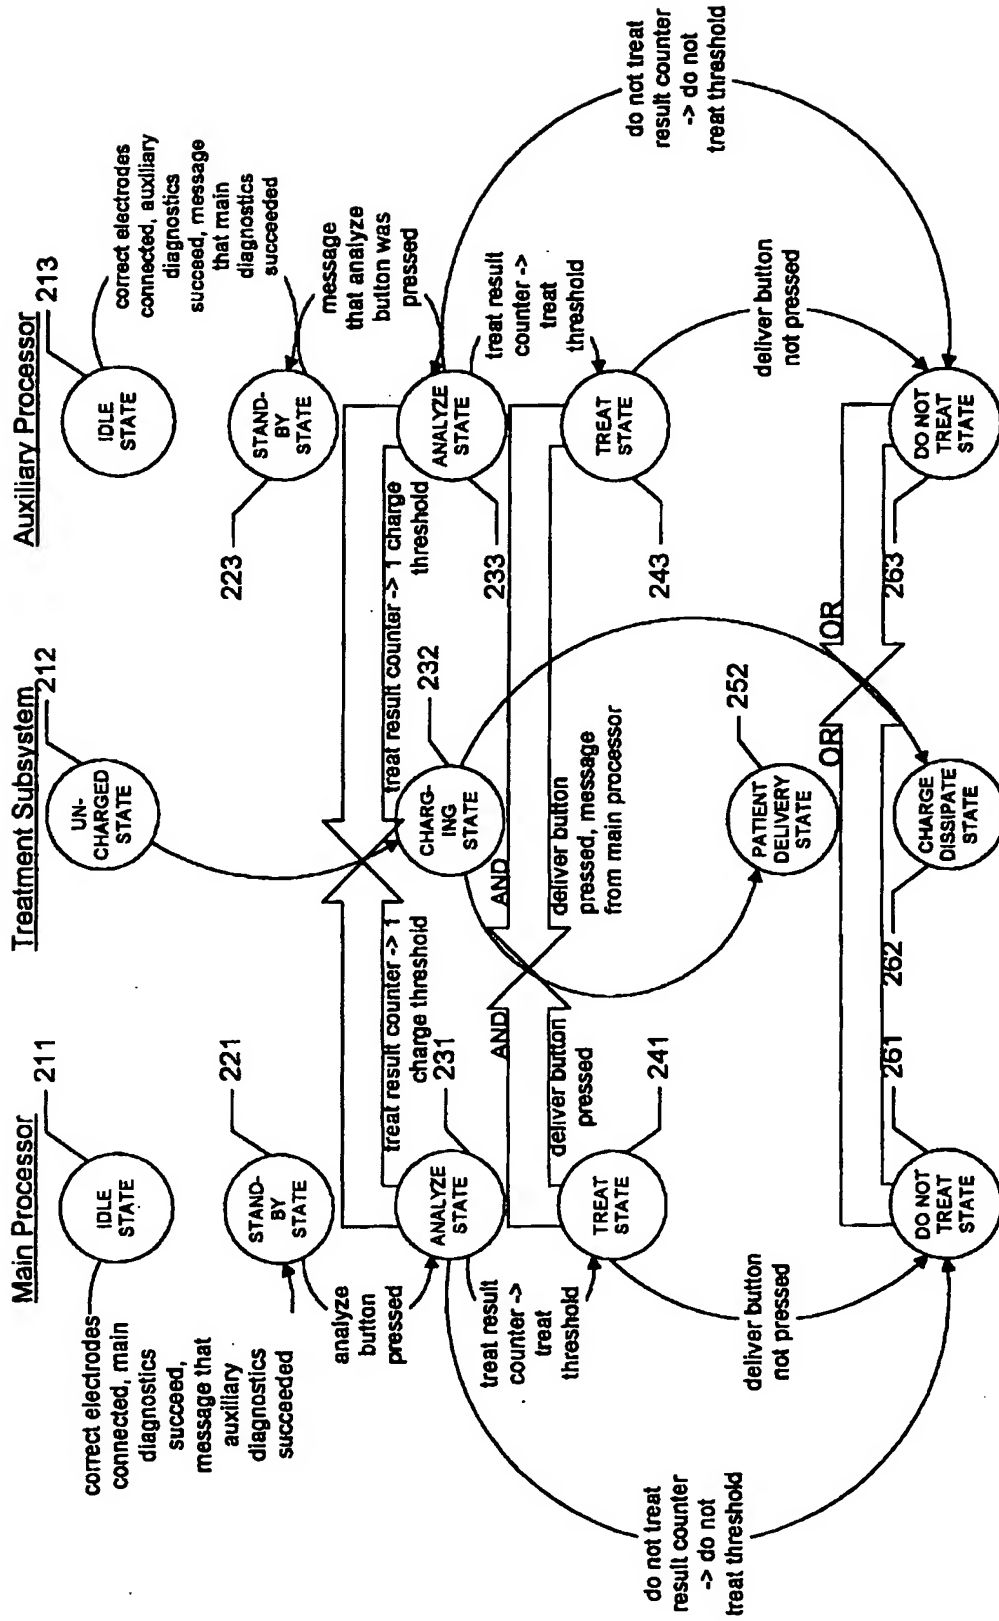 Main Processor
211
IDLE
STATE
correct electrodes
connected, main
diagnostics
succeed,
message that
auxiliary
diagnostics
succeeded
221
STAND-
BY
STATE
analyze
button
pressed
treat result counter -> 1
charge threshold
231
ANALYZE
STATE
treat result
counter ->
treat
threshold
AND
deliver button
pressed
241
TREAT
STATE
do not treat
result counter
-> do not
treat threshold
deliver button
not pressed
OR
261
DO NOT
TREAT
STATE
Treatment Subsystem
212
UN-
CHARGED
STATE
232
CHARG-
ING
STATE
AND
deliver button
pressed, message
from main processor
252
PATIENT
DELIVERY
STATE
262
CHARGE
DISSIPATE
STATE
Auxiliary Processor
213
IDLE
STATE
correct electrodes
connected, auxiliary
diagnostics
succeed, message
that main
diagnostics
succeeded
223
STAND-
BY
STATE
message
that analyze
button was
pressed
treat result counter -> 1 charge
threshold
233
ANALYZE
STATE
treat result
counter ->
treat
threshold
243
TREAT
STATE
do not treat
result counter
-> do not
treat threshold
deliver button
not pressed
OR
263
DO NOT
TREAT
STATE